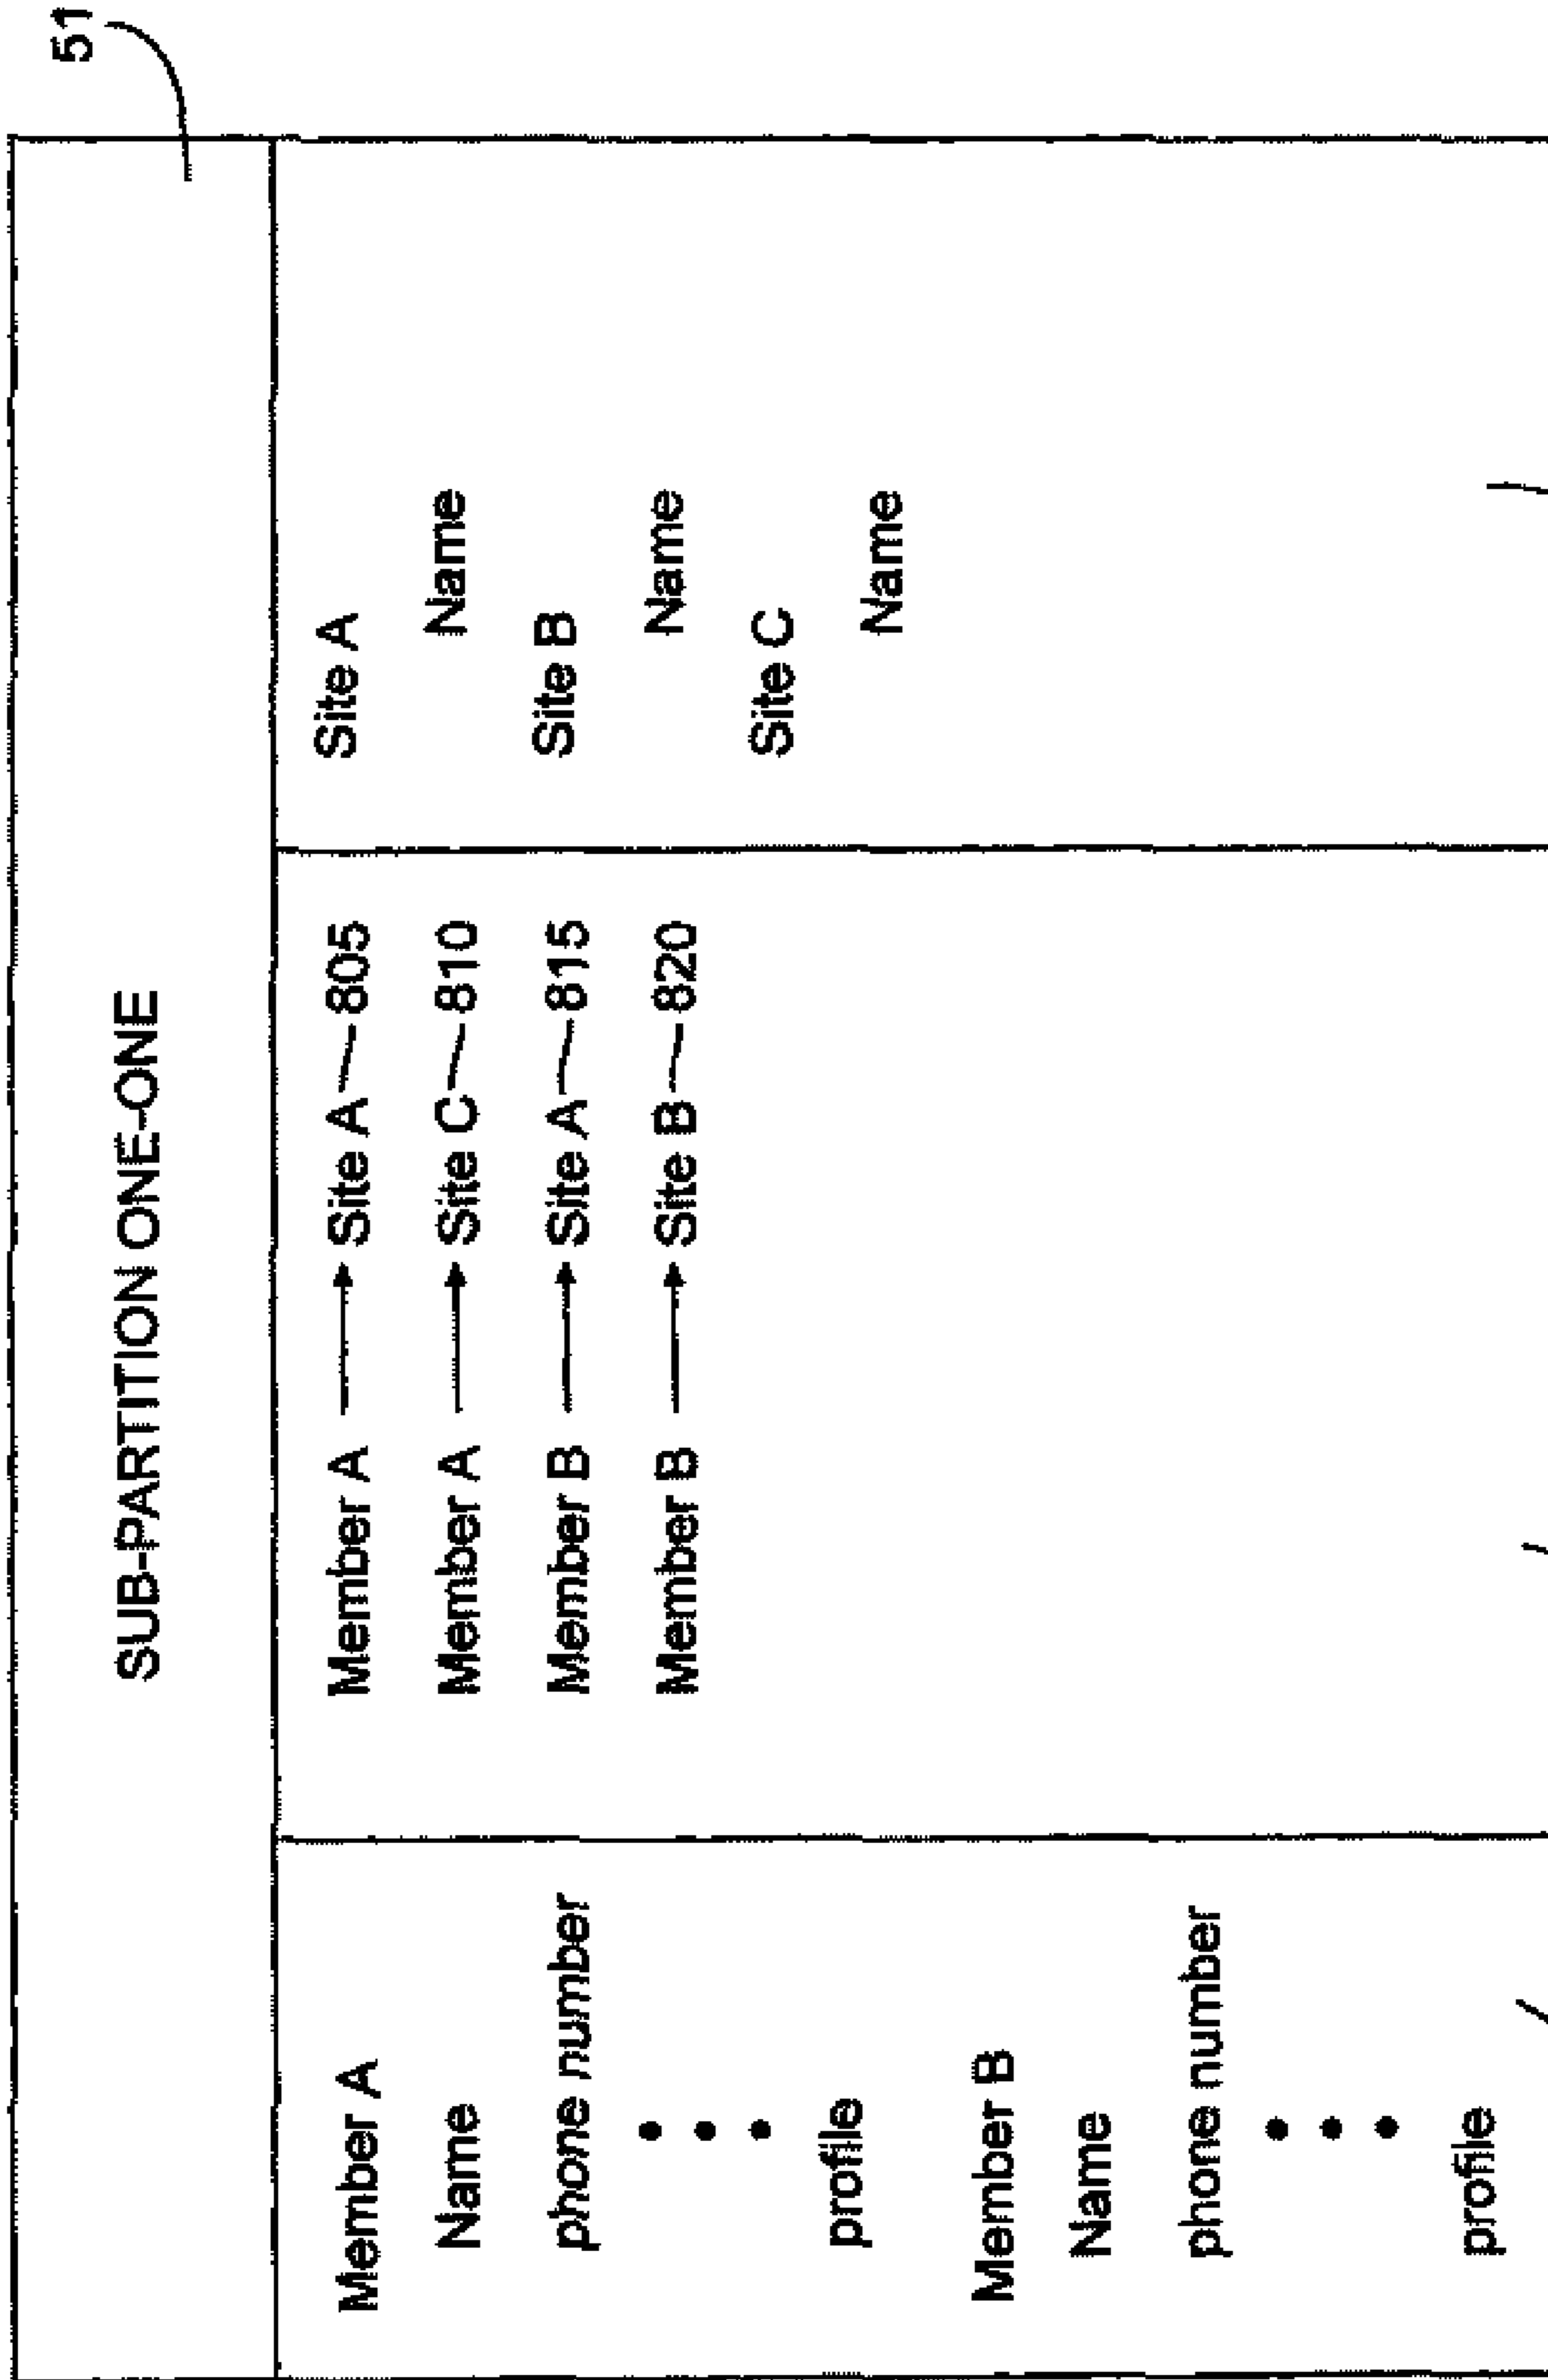 51
SUB-PARTITION ONE-ONE
Member A
Name
phone number
profile
Member B
Name
phone number
profile
Member A → Site A 805
Member A → Site C 810
Member B → Site A 815
Member B → Site B 820
Site A
Name
Site B
Name
Site C
Name